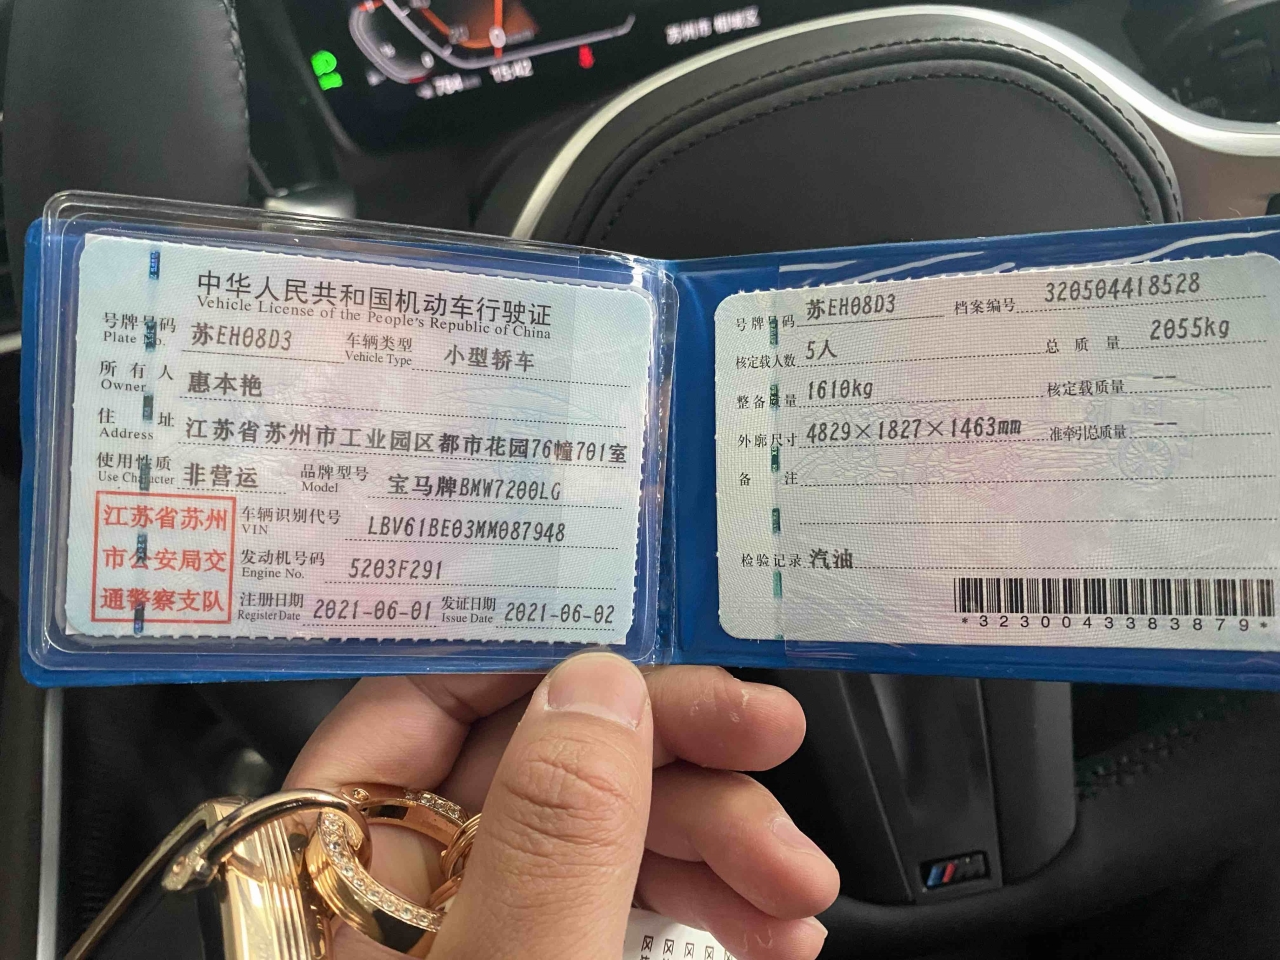 苏州市 相城区
704
15:42
中华人民共和国机动车行驶证
Vehicle License of the People's Republic of China
号牌号码 Plate No. 苏EH08D3 车辆类型 Vehicle Type 小型轿车
所有人 Owner 惠本艳
住址 Address 江苏省苏州市工业园区都市花园76幢701室
使用性质 Use Character 非营运 品牌型号 Model 宝马牌BMW7200LG
江苏省苏州
市公安局交
通警察支队
车辆识别代号 VIN LBV61BE03MM087948
发动机号码 Engine No. 5203F291
注册日期 Register Date 2021-06-01 发证日期 Issue Date 2021-06-02
号牌号码 苏EH08D3 档案编号 320504418528
核定载人数 5人 总质量 2055kg
整备质量 1610kg 核定载质量 --
外廓尺寸 4829×1827×1463mm 准牵引总质量 --
备注
检验记录 汽油
*3230043383879*
M